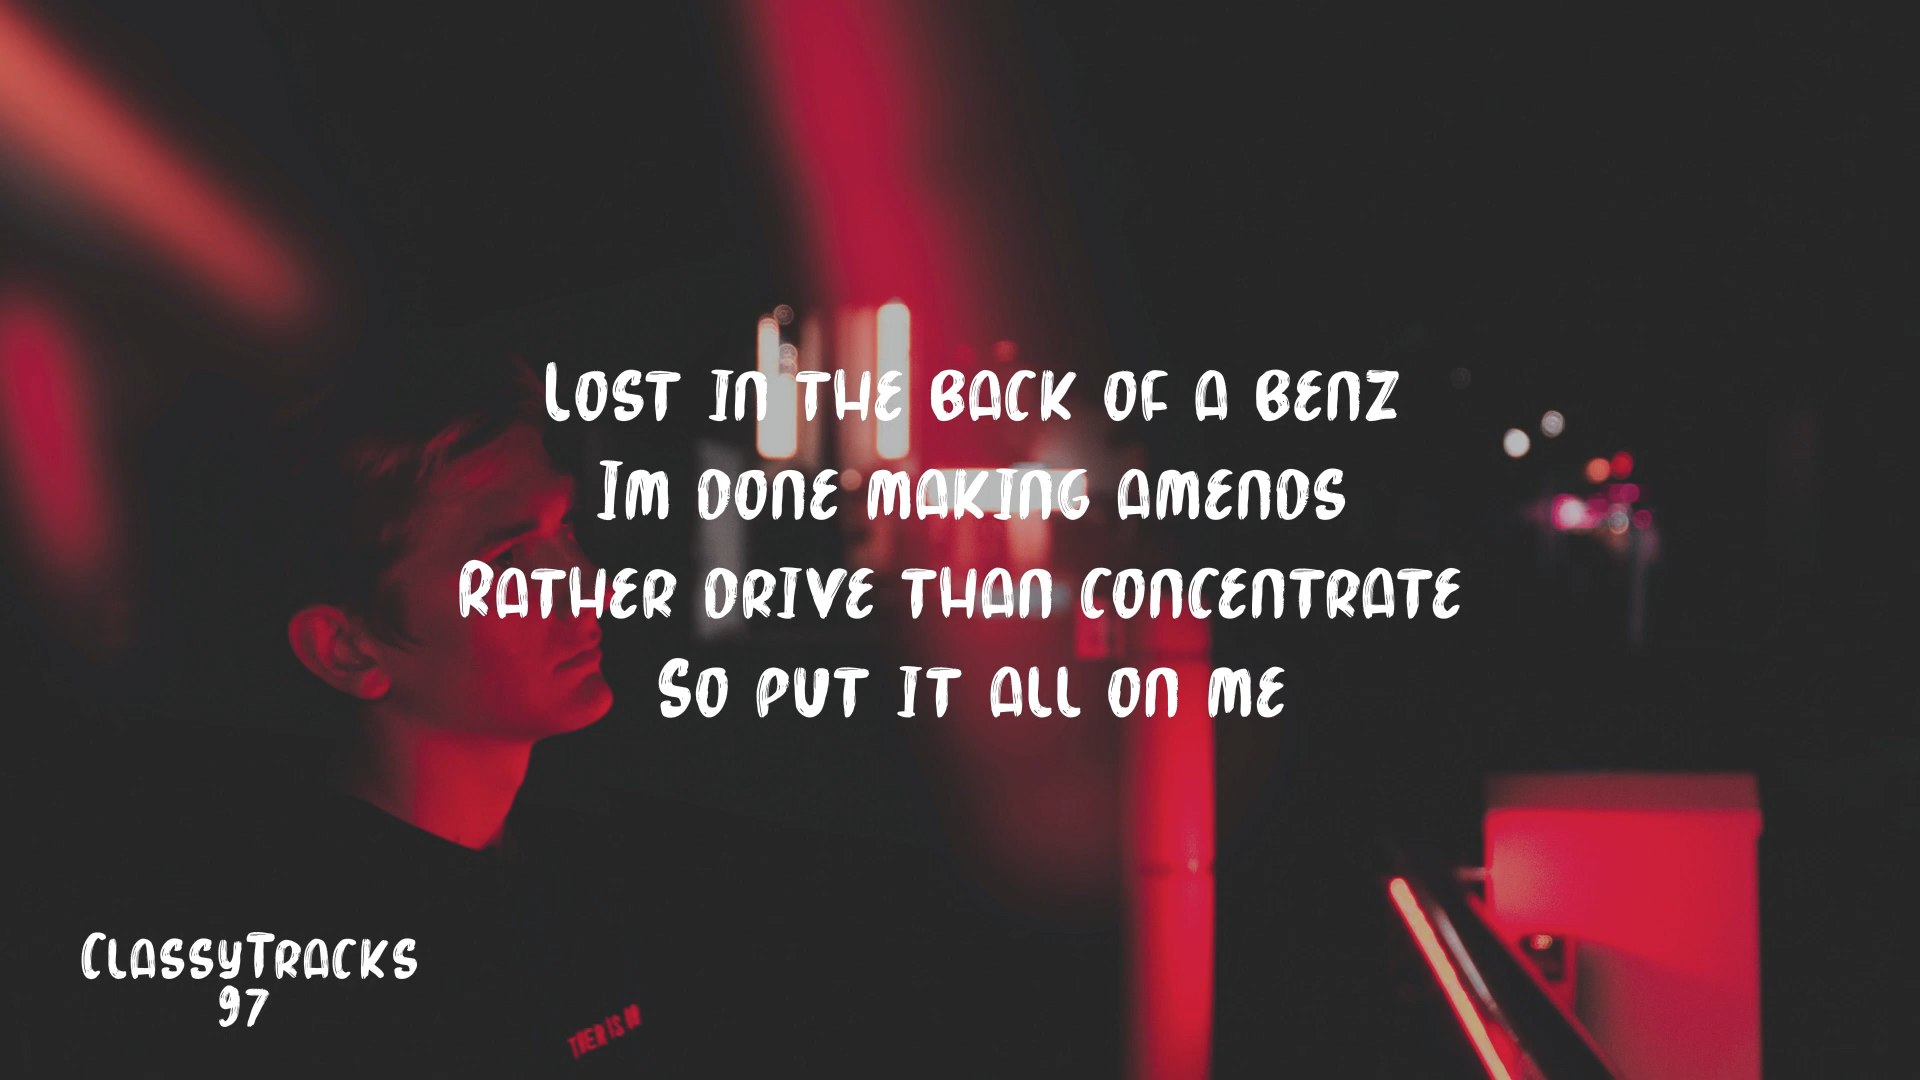 Lost in the back of a Benz
Im done making amends
Rather drive than concentrate
So put it all on me
ClassyTracks
97